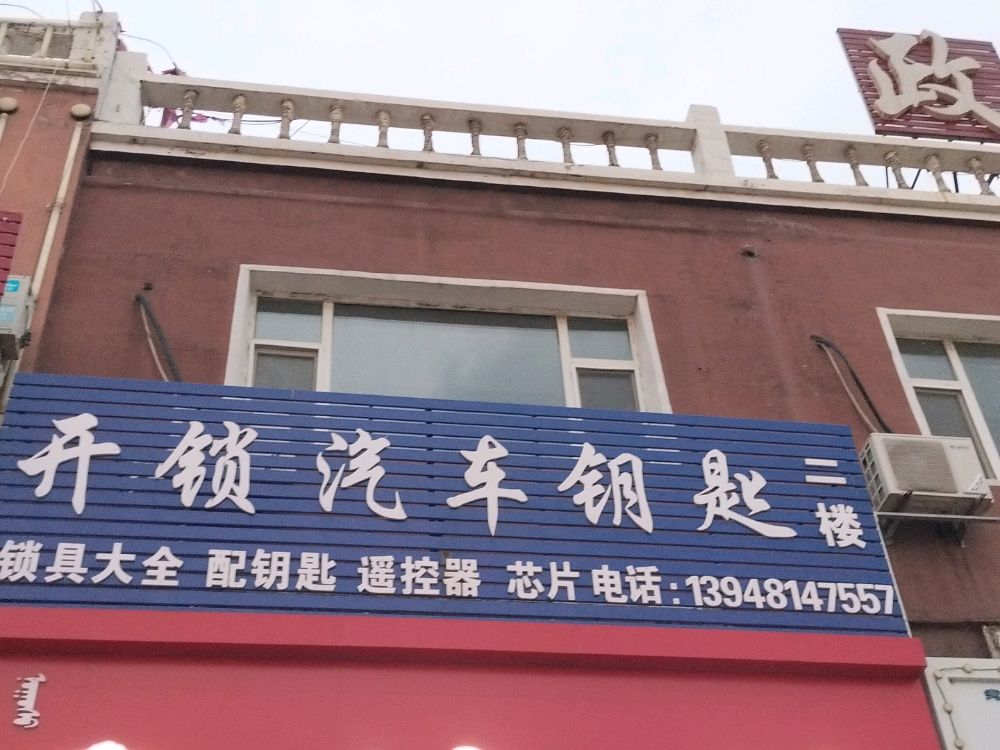 政
开锁汽车钥匙 二楼
锁具大全 配钥匙 遥控器 芯片 电话:13948147557